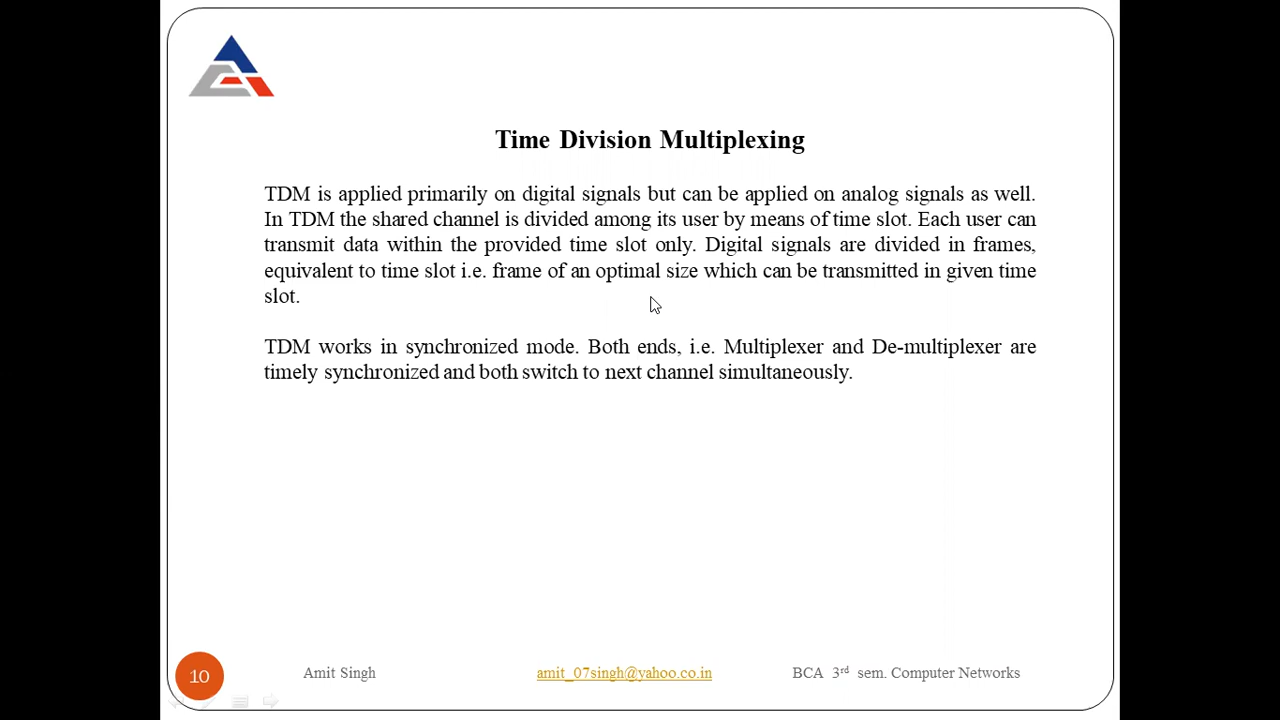 Time Division Multiplexing
TDM is applied primarily on digital signals but can be applied on analog signals as well.
In TDM the shared channel is divided among its user by means of time slot. Each user can
transmit data within the provided time slot only. Digital signals are divided in frames,
equivalent to time slot i.e. frame of an optimal size which can be transmitted in given time
slot.
TDM works in synchronized mode. Both ends, i.e. Multiplexer and De-multiplexer are
timely synchronized and both switch to next channel simultaneously.
10
Amit Singh
amit_07singh@yahoo.co.in
BCA 3rd sem. Computer Networks